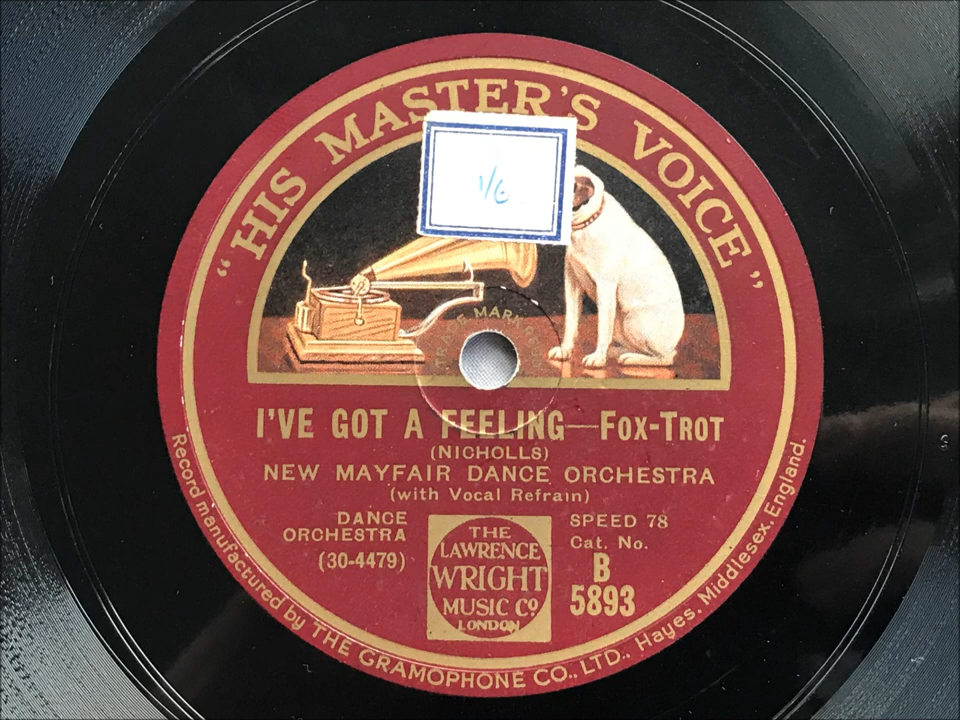 "HIS MASTER'S VOICE"
1/6
TRADE MARK
I'VE GOT A FEELING—FOX-TROT
(NICHOLLS)
NEW MAYFAIR DANCE ORCHESTRA
(with Vocal Refrain)
DANCE
ORCHESTRA
(30-4479)
THE
LAWRENCE
WRIGHT
MUSIC Cº
LONDON
SPEED 78
Cat. No.
B
5893
Record manufactured by THE GRAMOPHONE CO., LTD., Hayes, Middlesex, England.